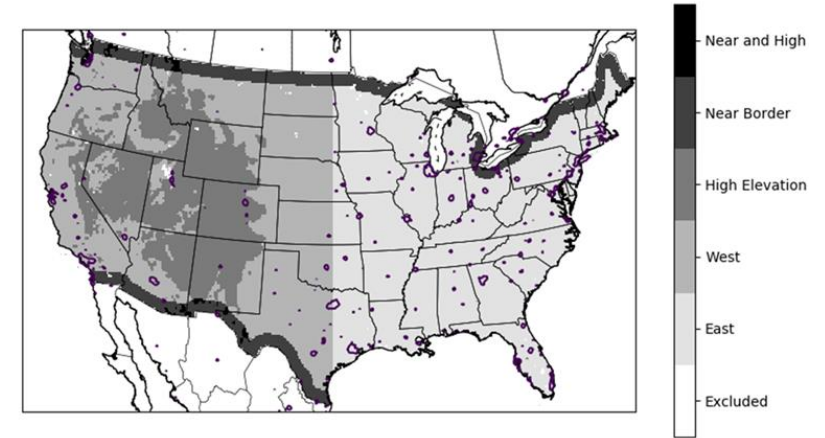 Near and High
Near Border
High Elevation
West
East
Excluded